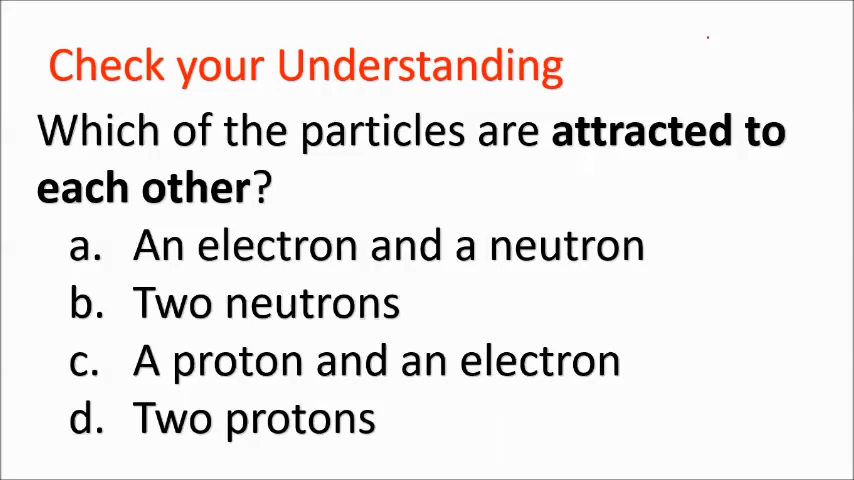 Check your Understanding
Which of the particles are attracted to
each other?
a. An electron and a neutron
b. Two neutrons
c. A proton and an electron
d. Two protons